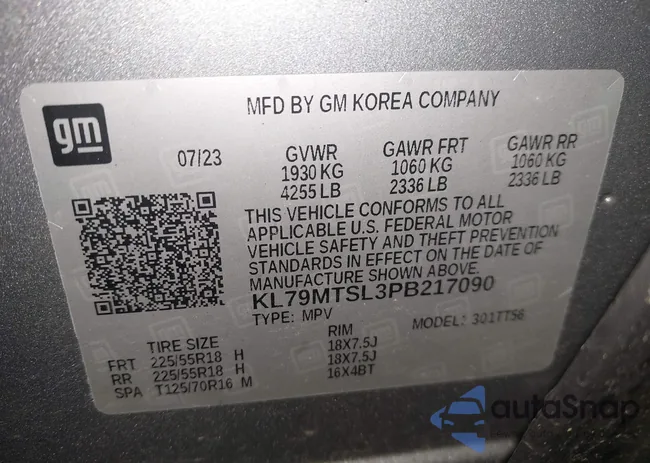 gm
MFD BY GM KOREA COMPANY
07/23 GVWR GAWR FRT GAWR RR
1930 KG 1060 KG 1060 KG
4255 LB 2336 LB 2336 LB
THIS VEHICLE CONFORMS TO ALL
APPLICABLE U.S. FEDERAL MOTOR
VEHICLE SAFETY AND THEFT PREVENTION
STANDARDS IN EFFECT ON THE DATE OF
MANUFACTURE SHOWN ABOVE.
KL79MTSL3PB217090
TYPE: MPV MODEL: 301TT56
TIRE SIZE RIM
FRT 225/55R18 H 18X7.5J
RR 225/55R18 H 18X7.5J
SPA T125/70R16 M 16X4BT
autoSnap